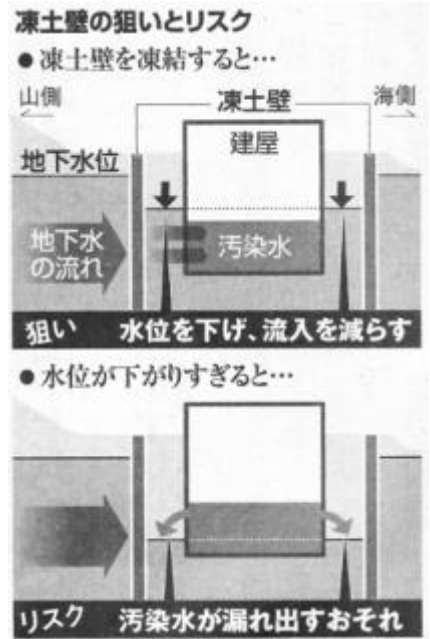 凍土壁の狙いとリスク
●凍土壁を凍結すると…
山側
凍土壁
海側
建屋
地下水位
地下水
の流れ
汚染水
狙い 水位を下げ、流入を減らす
●水位が下がりすぎると…
リスク 汚染水が漏れ出すおそれ